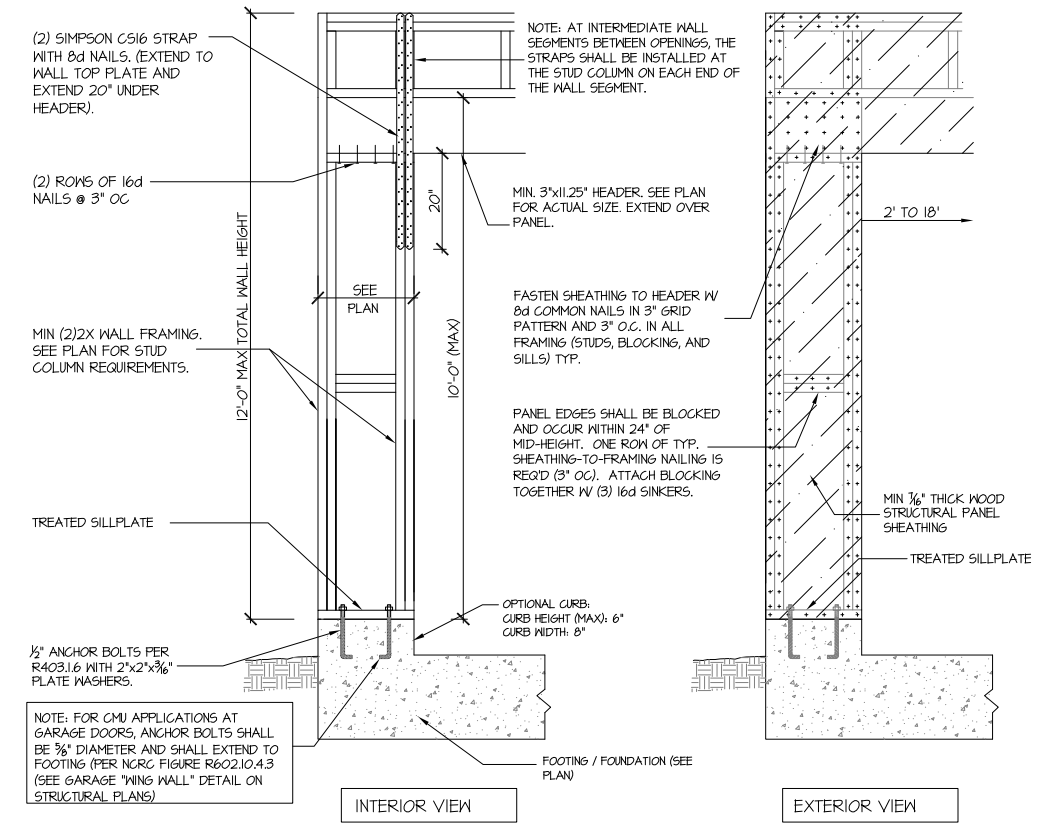 (2) SIMPSON CS16 STRAP
WITH 8d NAILS. (EXTEND TO
WALL TOP PLATE AND
EXTEND 20" UNDER
HEADER).
(2) ROWS OF 16d
NAILS @ 3" OC
12'-0" MAX TOTAL WALL HEIGHT
MIN (2)2X WALL FRAMING.
SEE PLAN FOR STUD
COLUMN REQUIREMENTS.
TREATED SILLPLATE
1/2" ANCHOR BOLTS PER
R403.1.6 WITH 2"x2"x3/16"
PLATE WASHERS.
NOTE: FOR CMU APPLICATIONS AT
GARAGE DOORS, ANCHOR BOLTS SHALL
BE 5/8" DIAMETER AND SHALL EXTEND TO
FOOTING (PER NCRC FIGURE R602.10.4.3
(SEE GARAGE "WING WALL" DETAIL ON
STRUCTURAL PLANS)
SEE
PLAN
20"
10'-0" (MAX)
NOTE: AT INTERMEDIATE WALL
SEGMENTS BETWEEN OPENINGS, THE
STRAPS SHALL BE INSTALLED AT
THE STUD COLUMN ON EACH END OF
THE WALL SEGMENT.
MIN. 3"x11.25" HEADER. SEE PLAN
FOR ACTUAL SIZE. EXTEND OVER
PANEL.
FASTEN SHEATHING TO HEADER W/
8d COMMON NAILS IN 3" GRID
PATTERN AND 3" O.C. IN ALL
FRAMING (STUDS, BLOCKING, AND
SILLS) TYP.
PANEL EDGES SHALL BE BLOCKED
AND OCCUR WITHIN 24" OF
MID-HEIGHT. ONE ROW OF TYP.
SHEATHING-TO-FRAMING NAILING IS
REQ'D (3" OC). ATTACH BLOCKING
TOGETHER W/ (3) 16d SINKERS.
OPTIONAL CURB:
CURB HEIGHT (MAX): 6"
CURB WIDTH: 8"
FOOTING / FOUNDATION (SEE
PLAN)
INTERIOR VIEW
2' TO 18'
MIN 7/16" THICK WOOD
STRUCTURAL PANEL
SHEATHING
TREATED SILLPLATE
EXTERIOR VIEW